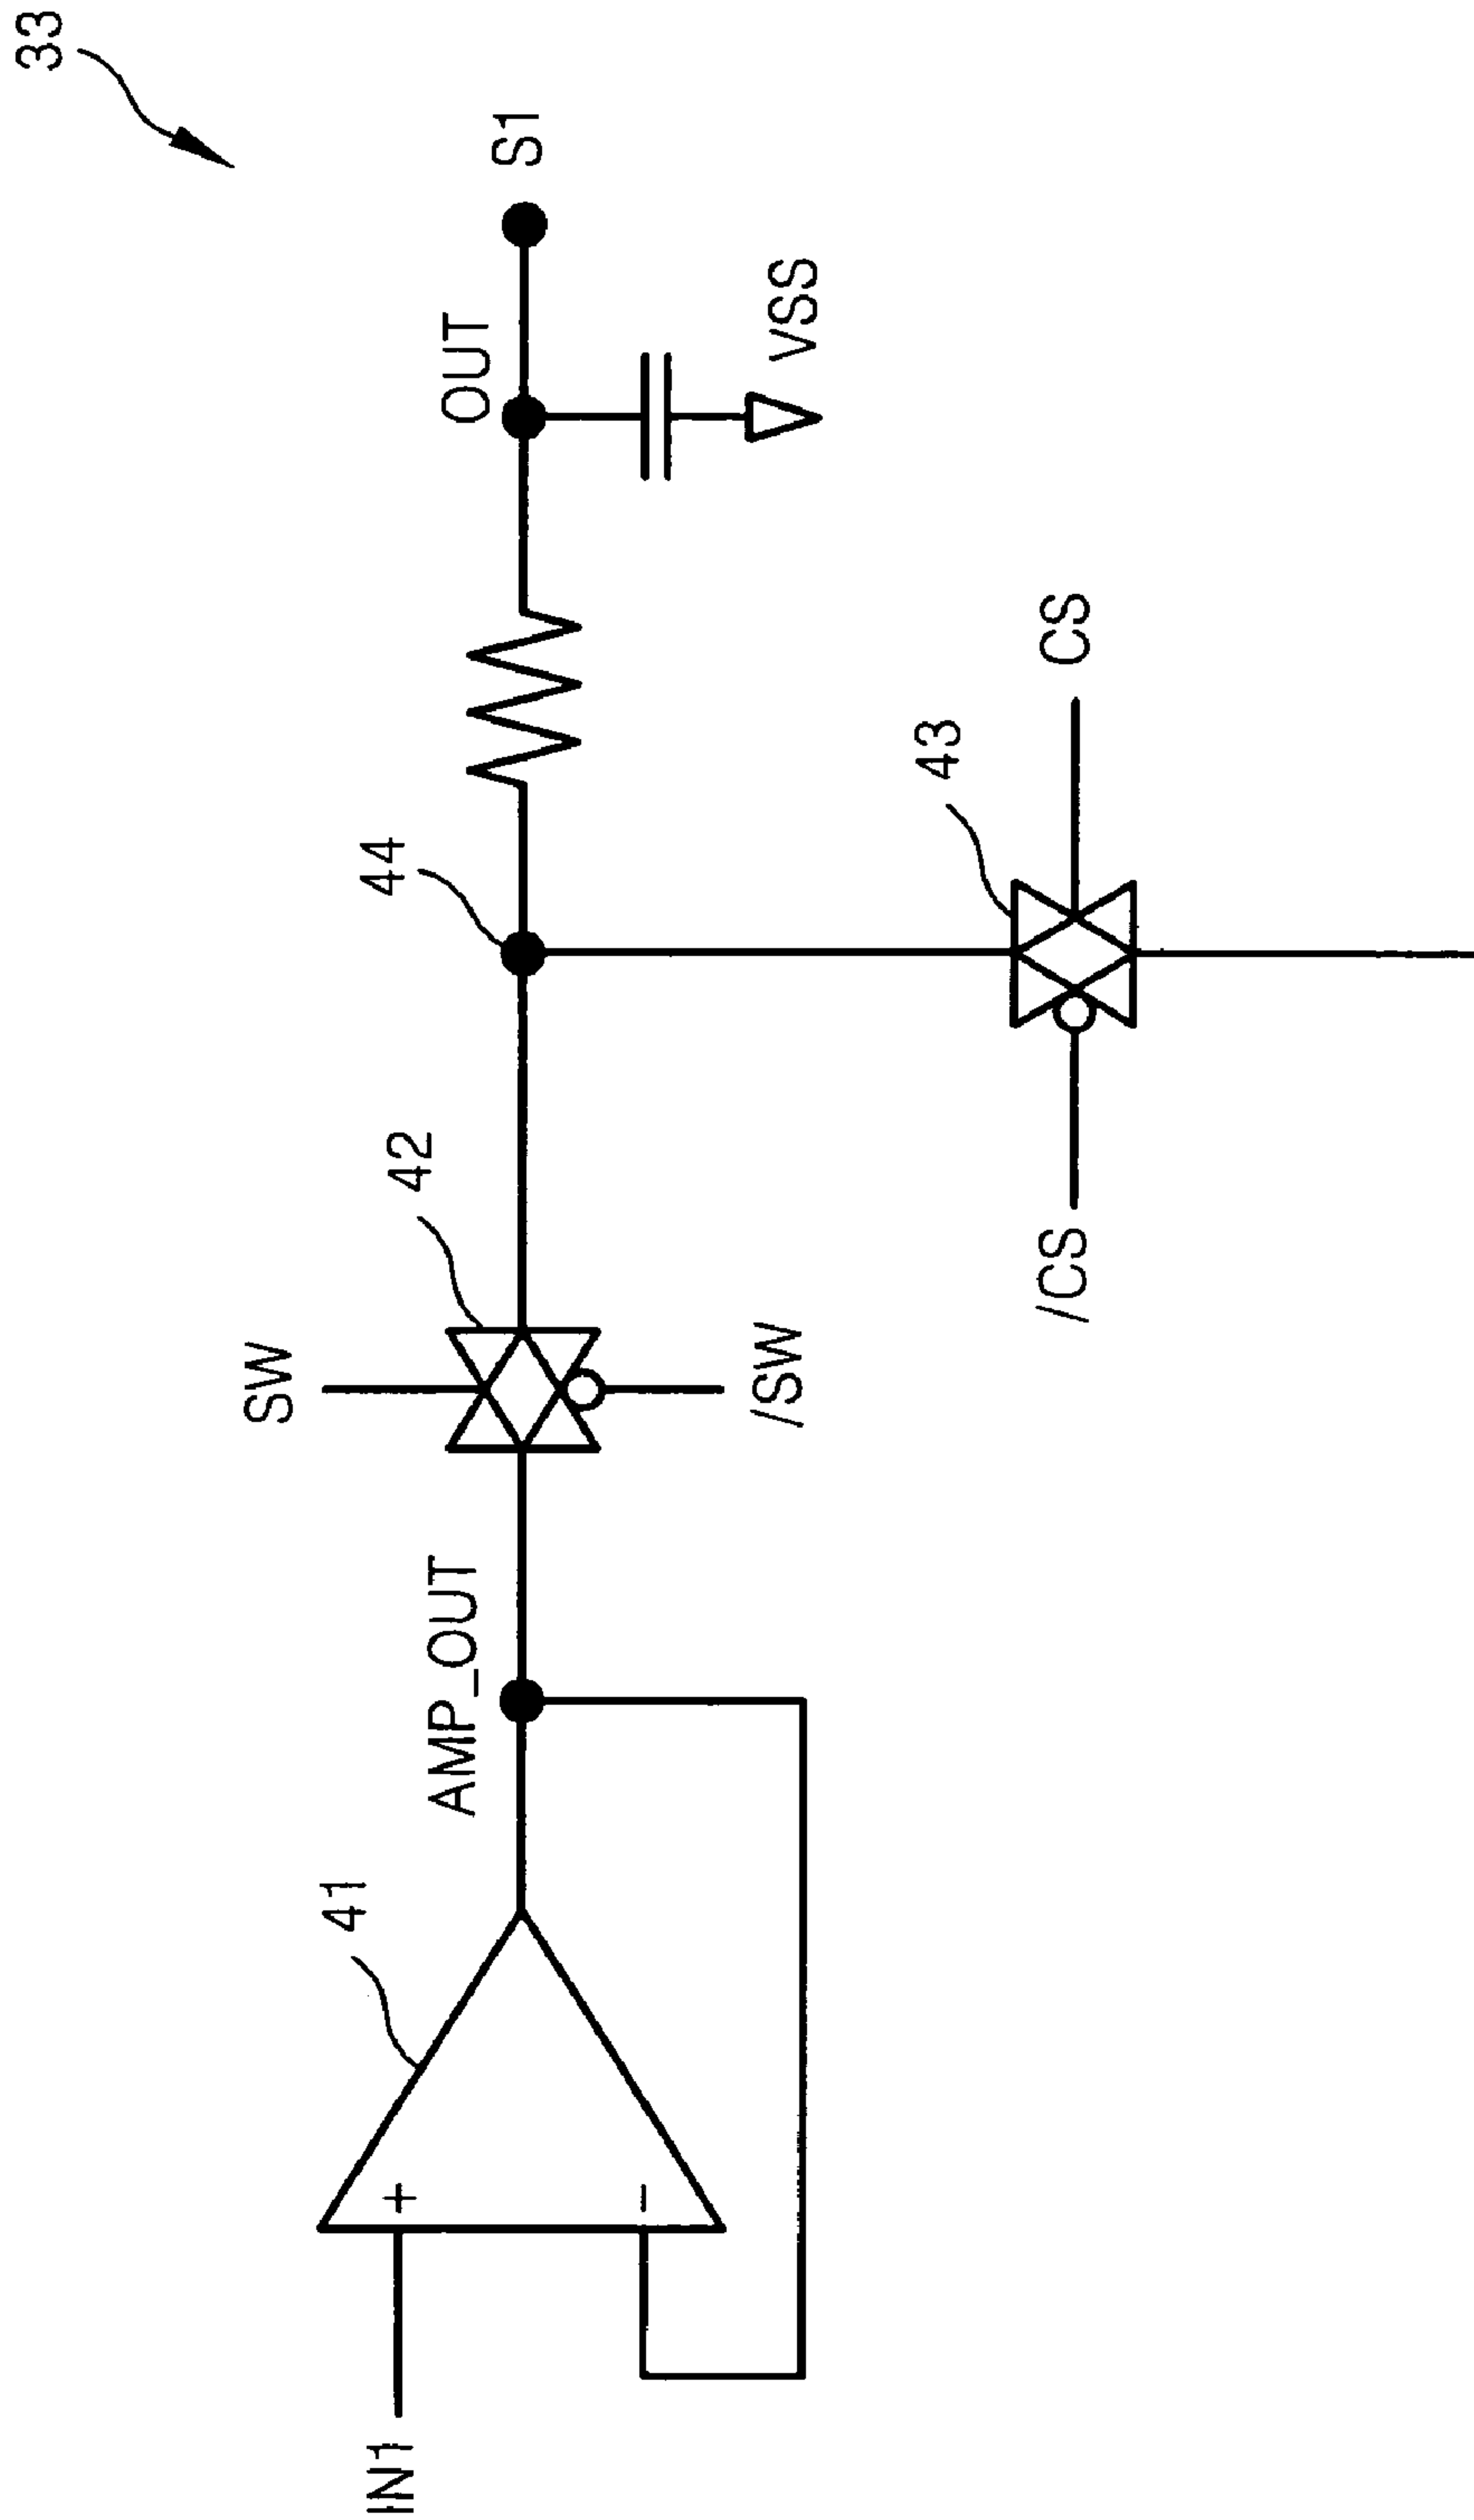 33
IN1
41
AMP_OUT
SW
/SW
42
44
OUT
S1
VSS
43
/CS
CS
+
-